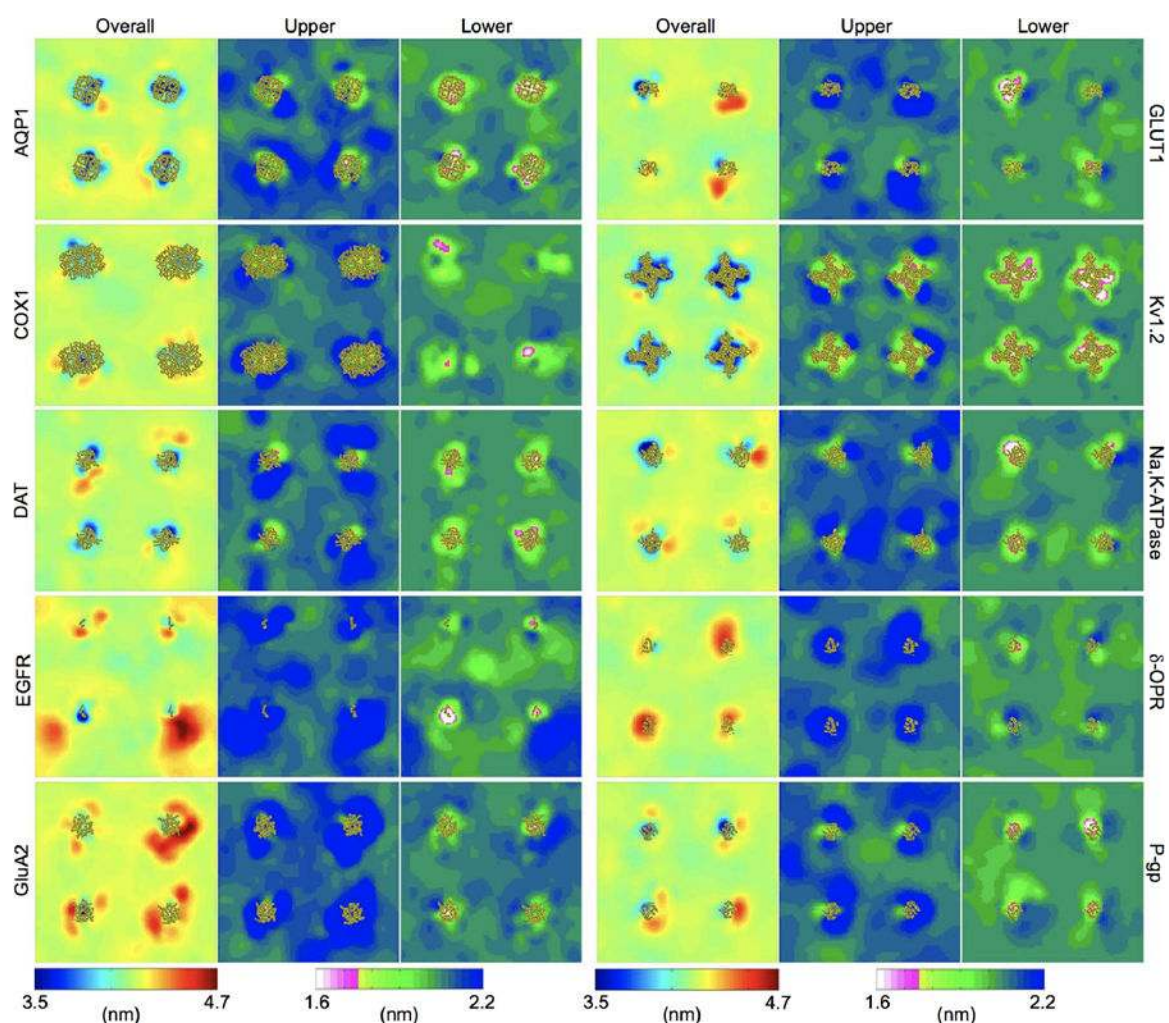 Overall Upper Lower Overall Upper Lower
AQP1 GLUT1
COX1 Kv1.2
DAT Na,K-ATPase
EGFR δ-OPR
GluA2 P-gp
3.5 4.7 1.6 2.2 3.5 4.7 1.6 2.2
(nm) (nm) (nm) (nm)